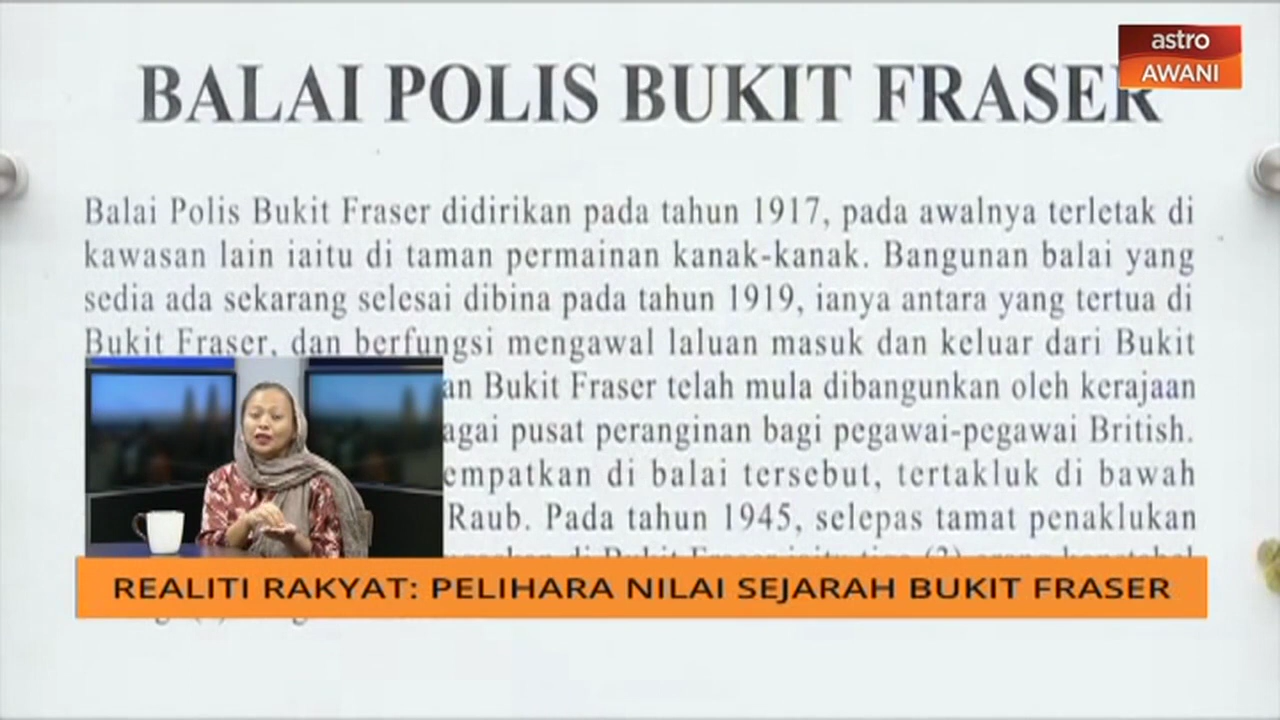 astro
AWANI
BALAI POLIS BUKIT FRASER
Balai Polis Bukit Fraser didirikan pada tahun 1917, pada awalnya terletak di
kawasan lain iaitu di taman permainan kanak-kanak. Bangunan balai yang
sedia ada sekarang selesai dibina pada tahun 1919, ianya antara yang tertua di
Bukit Fraser, dan berfungsi mengawal laluan masuk dan keluar dari Bukit
an Bukit Fraser telah mula dibangunkan oleh kerajaan
agai pusat peranginan bagi pegawai-pegawai British.
empatkan di balai tersebut, tertakluk di bawah
Raub. Pada tahun 1945, selepas tamat penaklukan
REALITI RAKYAT: PELIHARA NILAI SEJARAH BUKIT FRASER